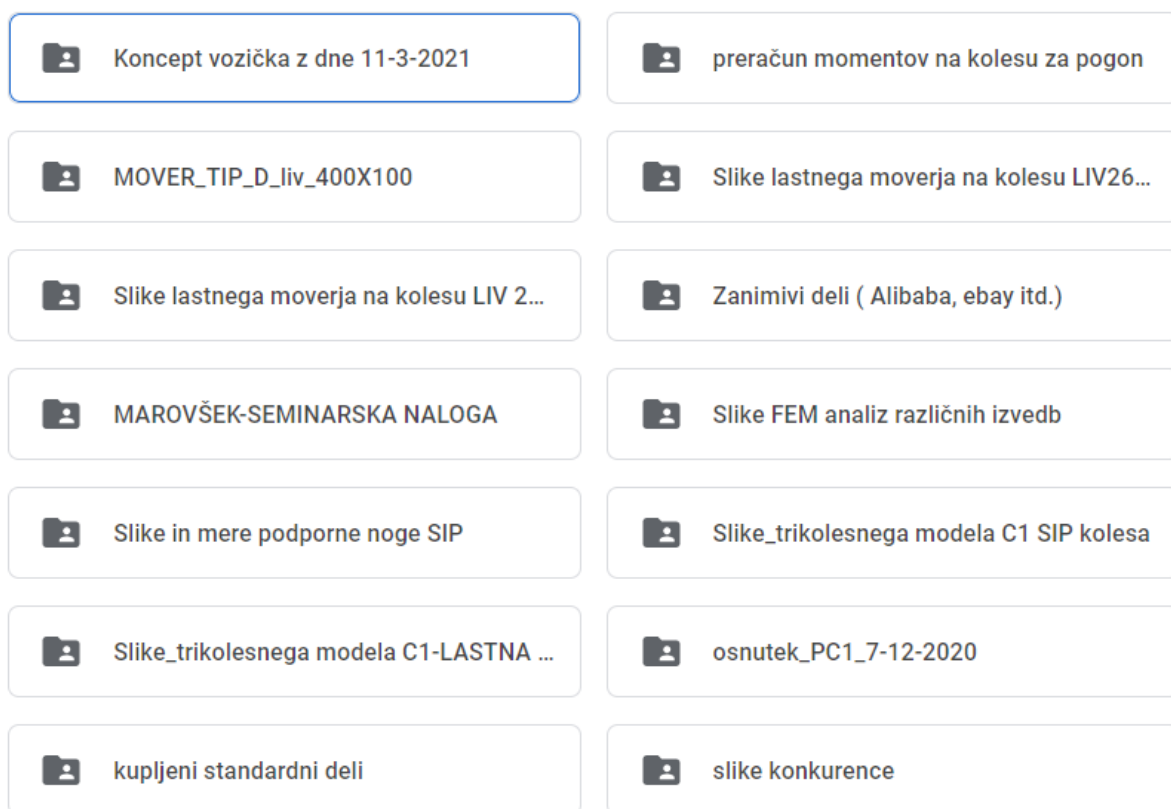 Koncept vozička z dne 11-3-2021
preračun momentov na kolesu za pogon
MOVER_TIP_D_liv_400X100
Slike lastnega moverja na kolesu LIV26...
Slike lastnega moverja na kolesu LIV 2...
Zanimivi deli ( Alibaba, ebay itd.)
MAROVŠEK-SEMINARSKA NALOGA
Slike FEM analiz različnih izvedb
Slike in mere podporne noge SIP
Slike_trikolesnega modela C1 SIP kolesa
Slike_trikolesnega modela C1-LASTNA ...
osnutek_PC1_7-12-2020
kupljeni standardni deli
slike konkurence